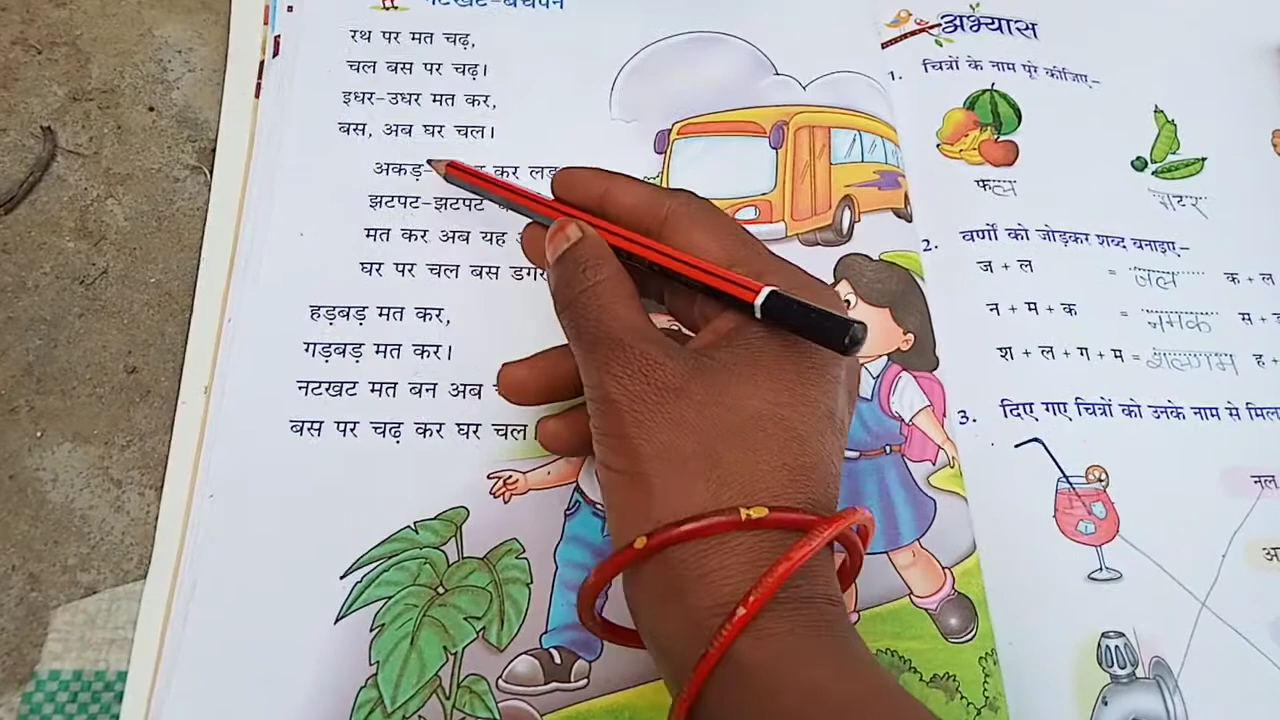 नटखट-बचपन
रथ पर मत चढ़,
चल बस पर चढ़।
इधर-उधर मत कर,
बस, अब घर चल।
अकड़- कर लड़
झटपट-झटपट
मत कर अब यह
घर पर चल बस डगर
हड़बड़ मत कर,
गड़बड़ मत कर।
नटखट मत बन अब
बस पर चढ़ कर घर चल।
अभ्यास
1. चित्रों के नाम पूरे कीजिए-
फल
मटर
2. वर्णों को जोड़कर शब्द बनाइए-
ज + ल = जल क + ल
न + म + क = नमक स +
श + ल + ग + म = शलगम ह +
3. दिए गए चित्रों को उनके नाम से मिल
नल
अ